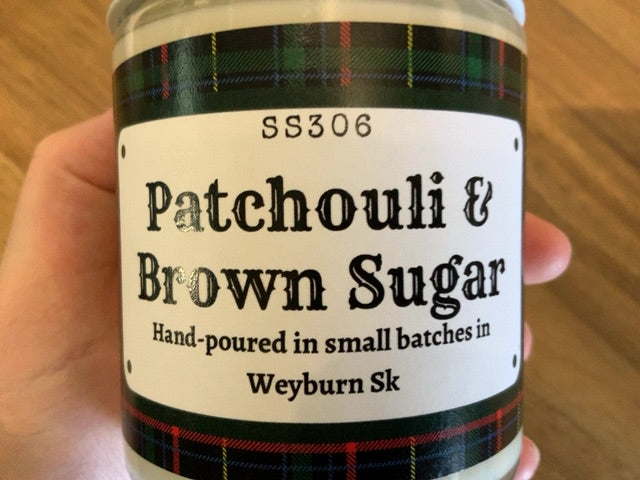 SS306
Patchouli &
Brown Sugar
Hand-poured in small batches in
Weyburn Sk